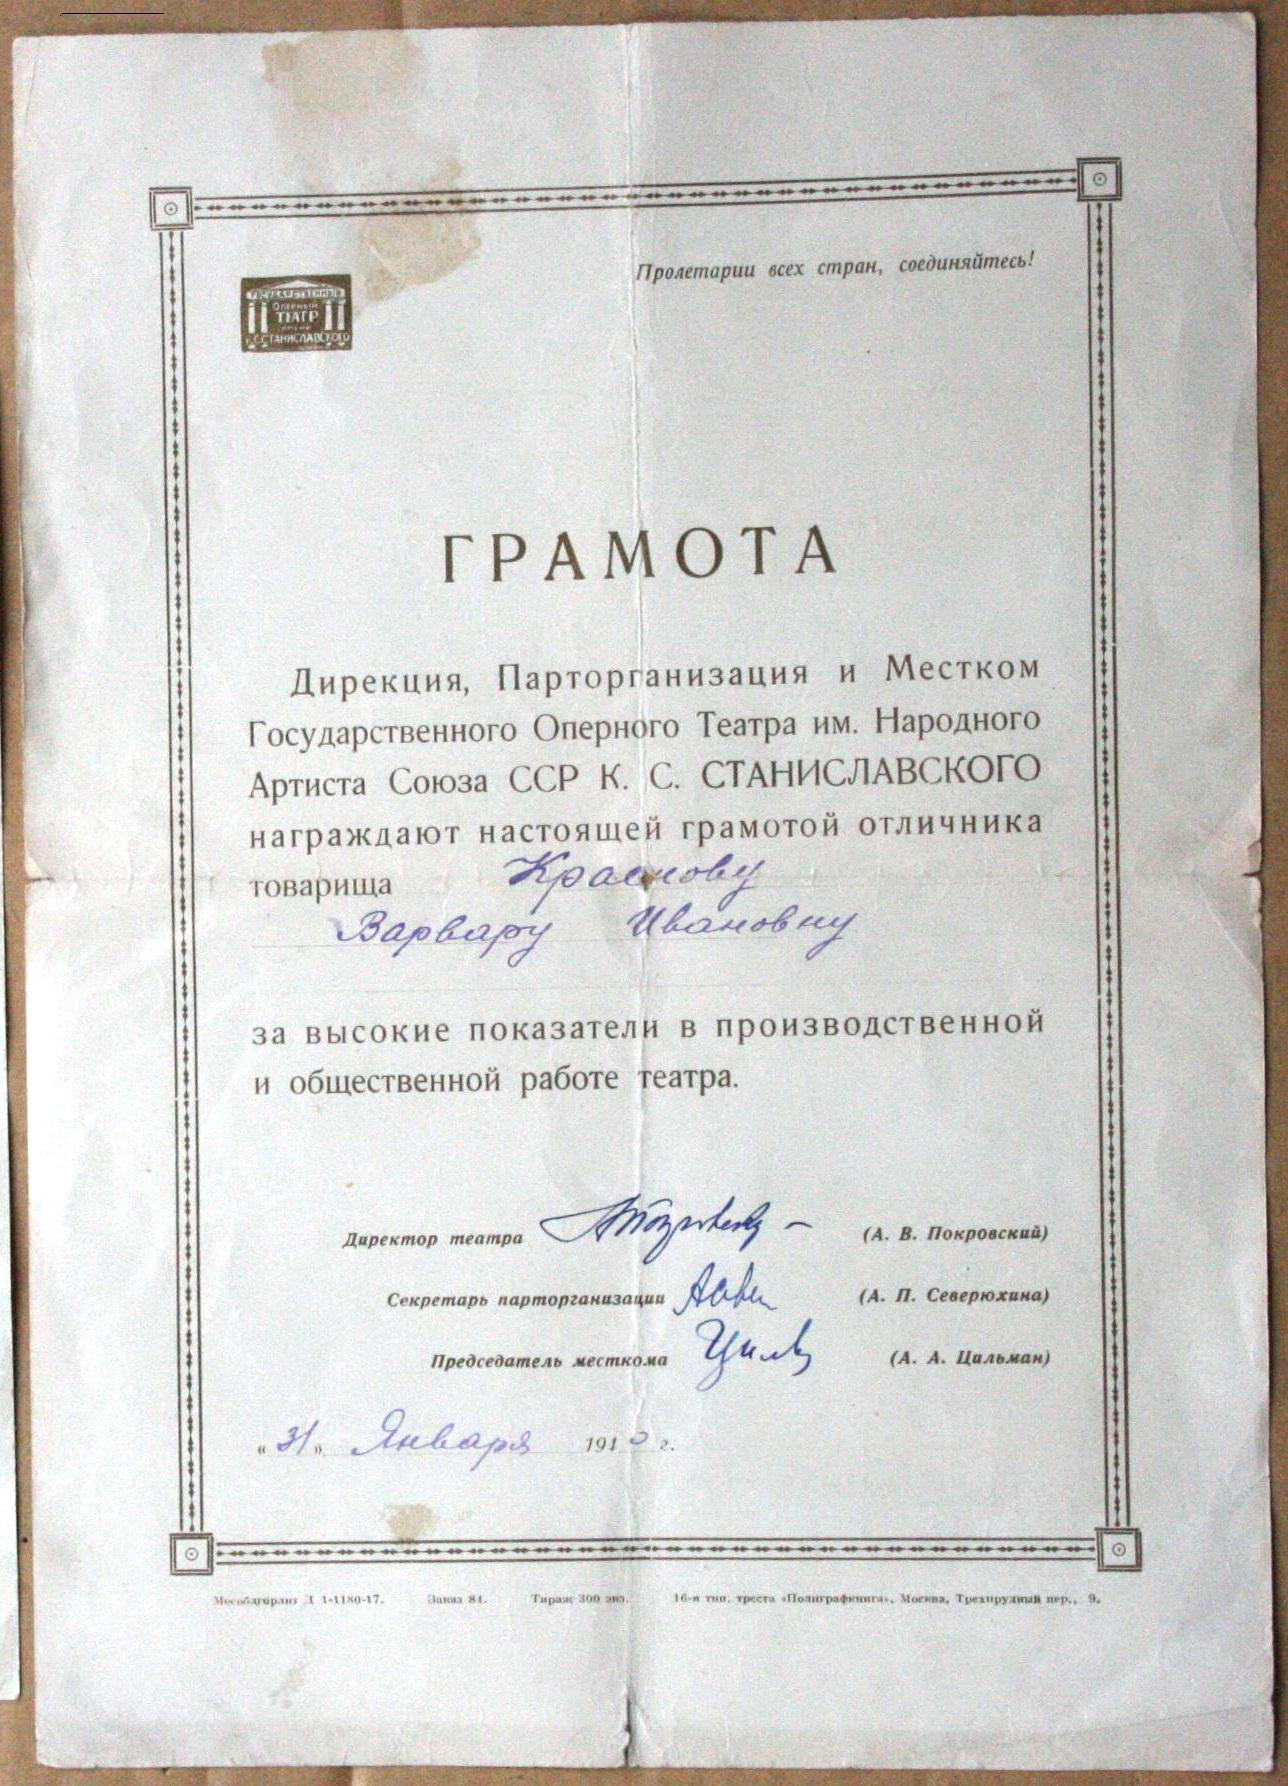 Пролетарии всех стран, соединяйтесь!
ГОСУДАРСТВЕННЫЙ
ОПЕРНЫЙ
ТЕАТР
ИМЕНИ
К.С.СТАНИСЛАВСКОГО
ГРАМОТА
Дирекция, Парторганизация и Местком
Государственного Оперного Театра им. Народного
Артиста Союза ССР К. С. СТАНИСЛАВСКОГО
награждают настоящей грамотой отличника
товарища Краснову
Варвару Ивановну
за высокие показатели в производственной
и общественной работе театра.
Директор театра (А. В. Покровский)
Секретарь парторганизации (А. П. Северюхина)
Председатель месткома (А. А. Цильман)
«31» Января г.
Мособлгорлит Д 1-1180-17. Заказ 84. Тираж 300 экз. 16-я тип. треста «Полиграфкнига», Москва, Трехпрудный пер., 9.